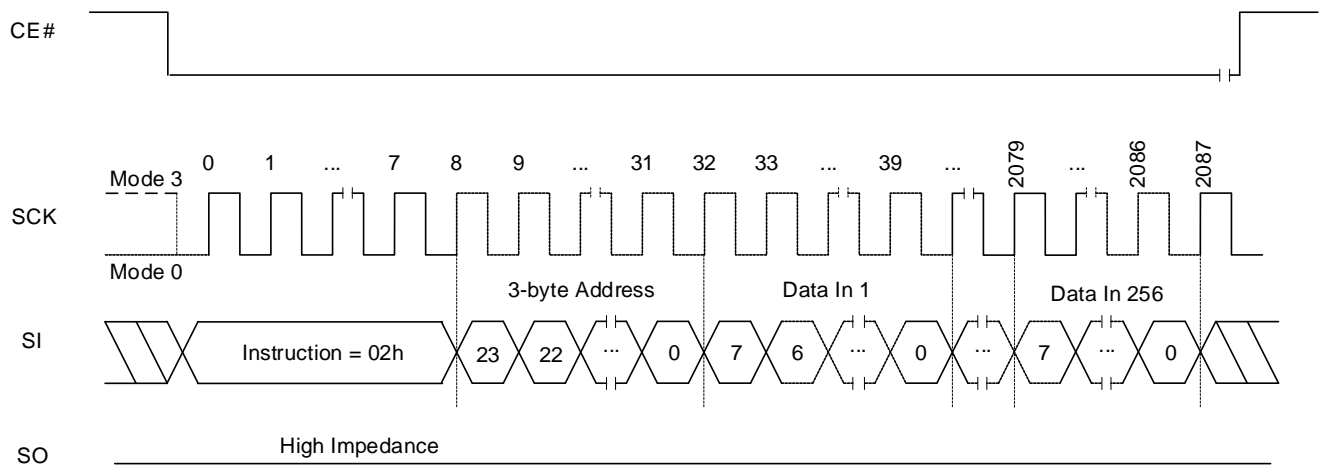 CE#
0 1 ... 7 8 9 ... 31 32 33 ... 39 ... 2079 ... 2086 2087
Mode 3
SCK
Mode 0
3-byte Address Data In 1 Data In 256
SI
Instruction = 02h 23 22 ... 0 7 6 ... 0 ... 7 ... 0
High Impedance
SO